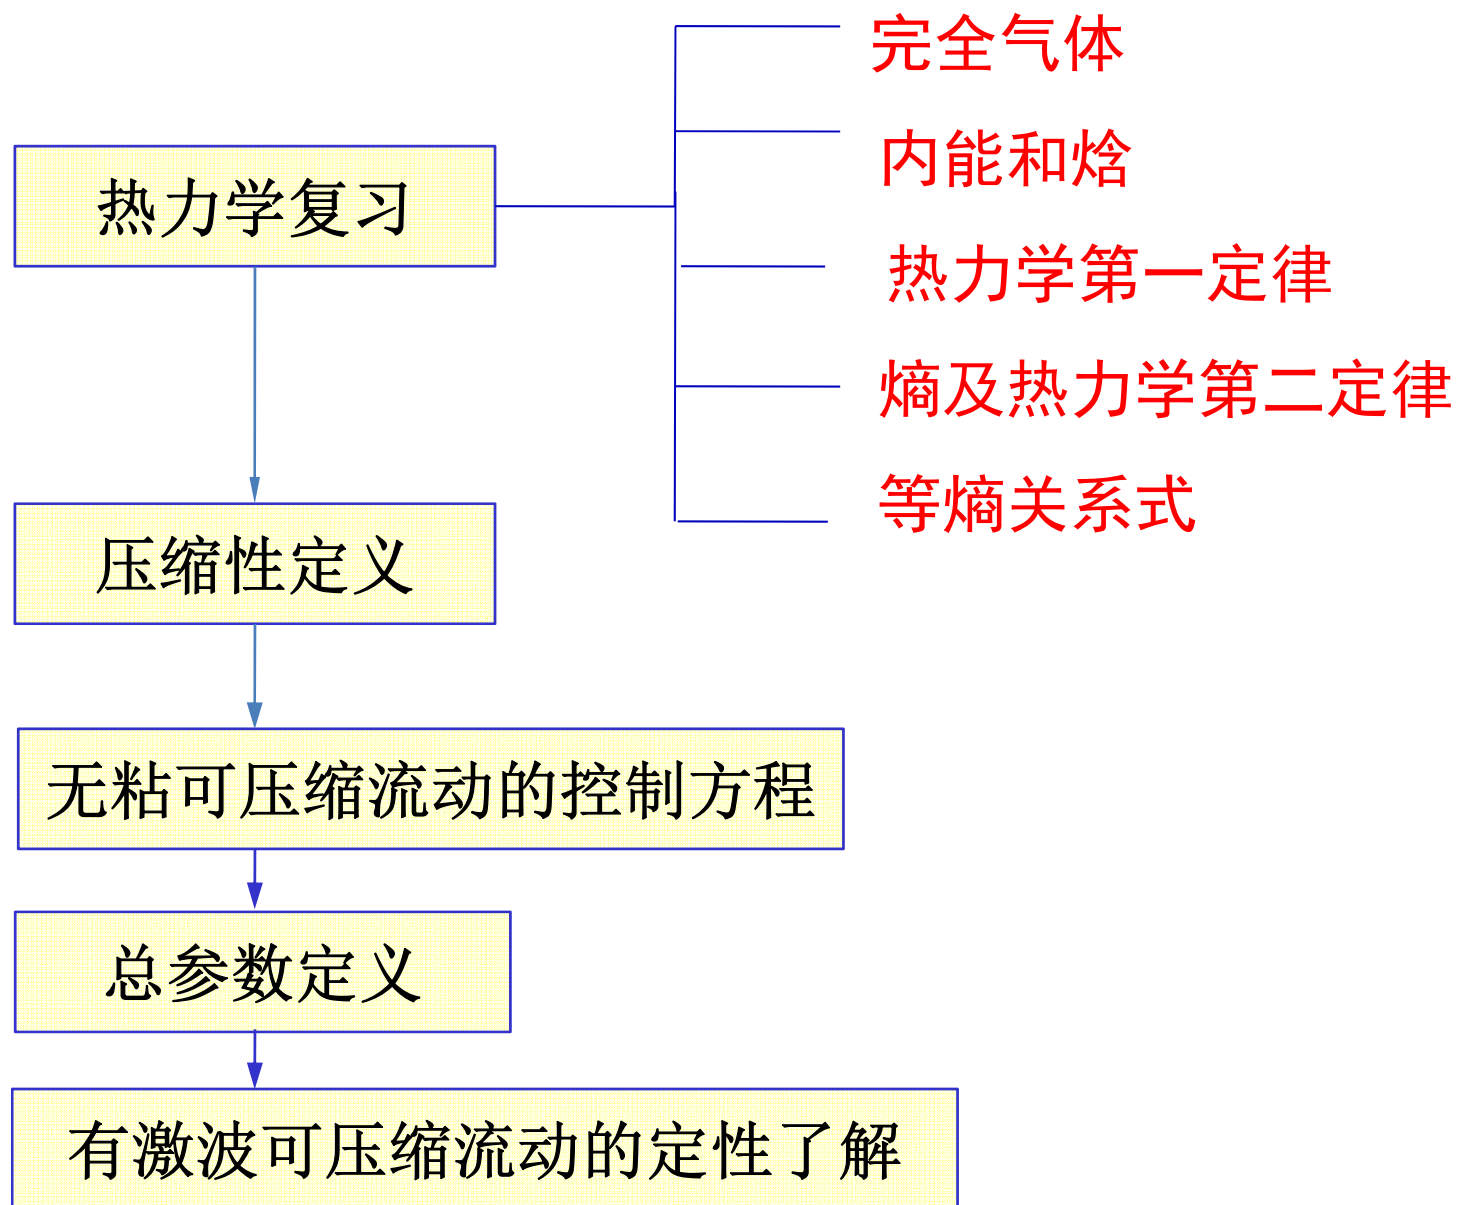 完全气体
内能和焓
热力学复习
热力学第一定律
熵及热力学第二定律
等熵关系式
压缩性定义
无粘可压缩流动的控制方程
总参数定义
有激波可压缩流动的定性了解